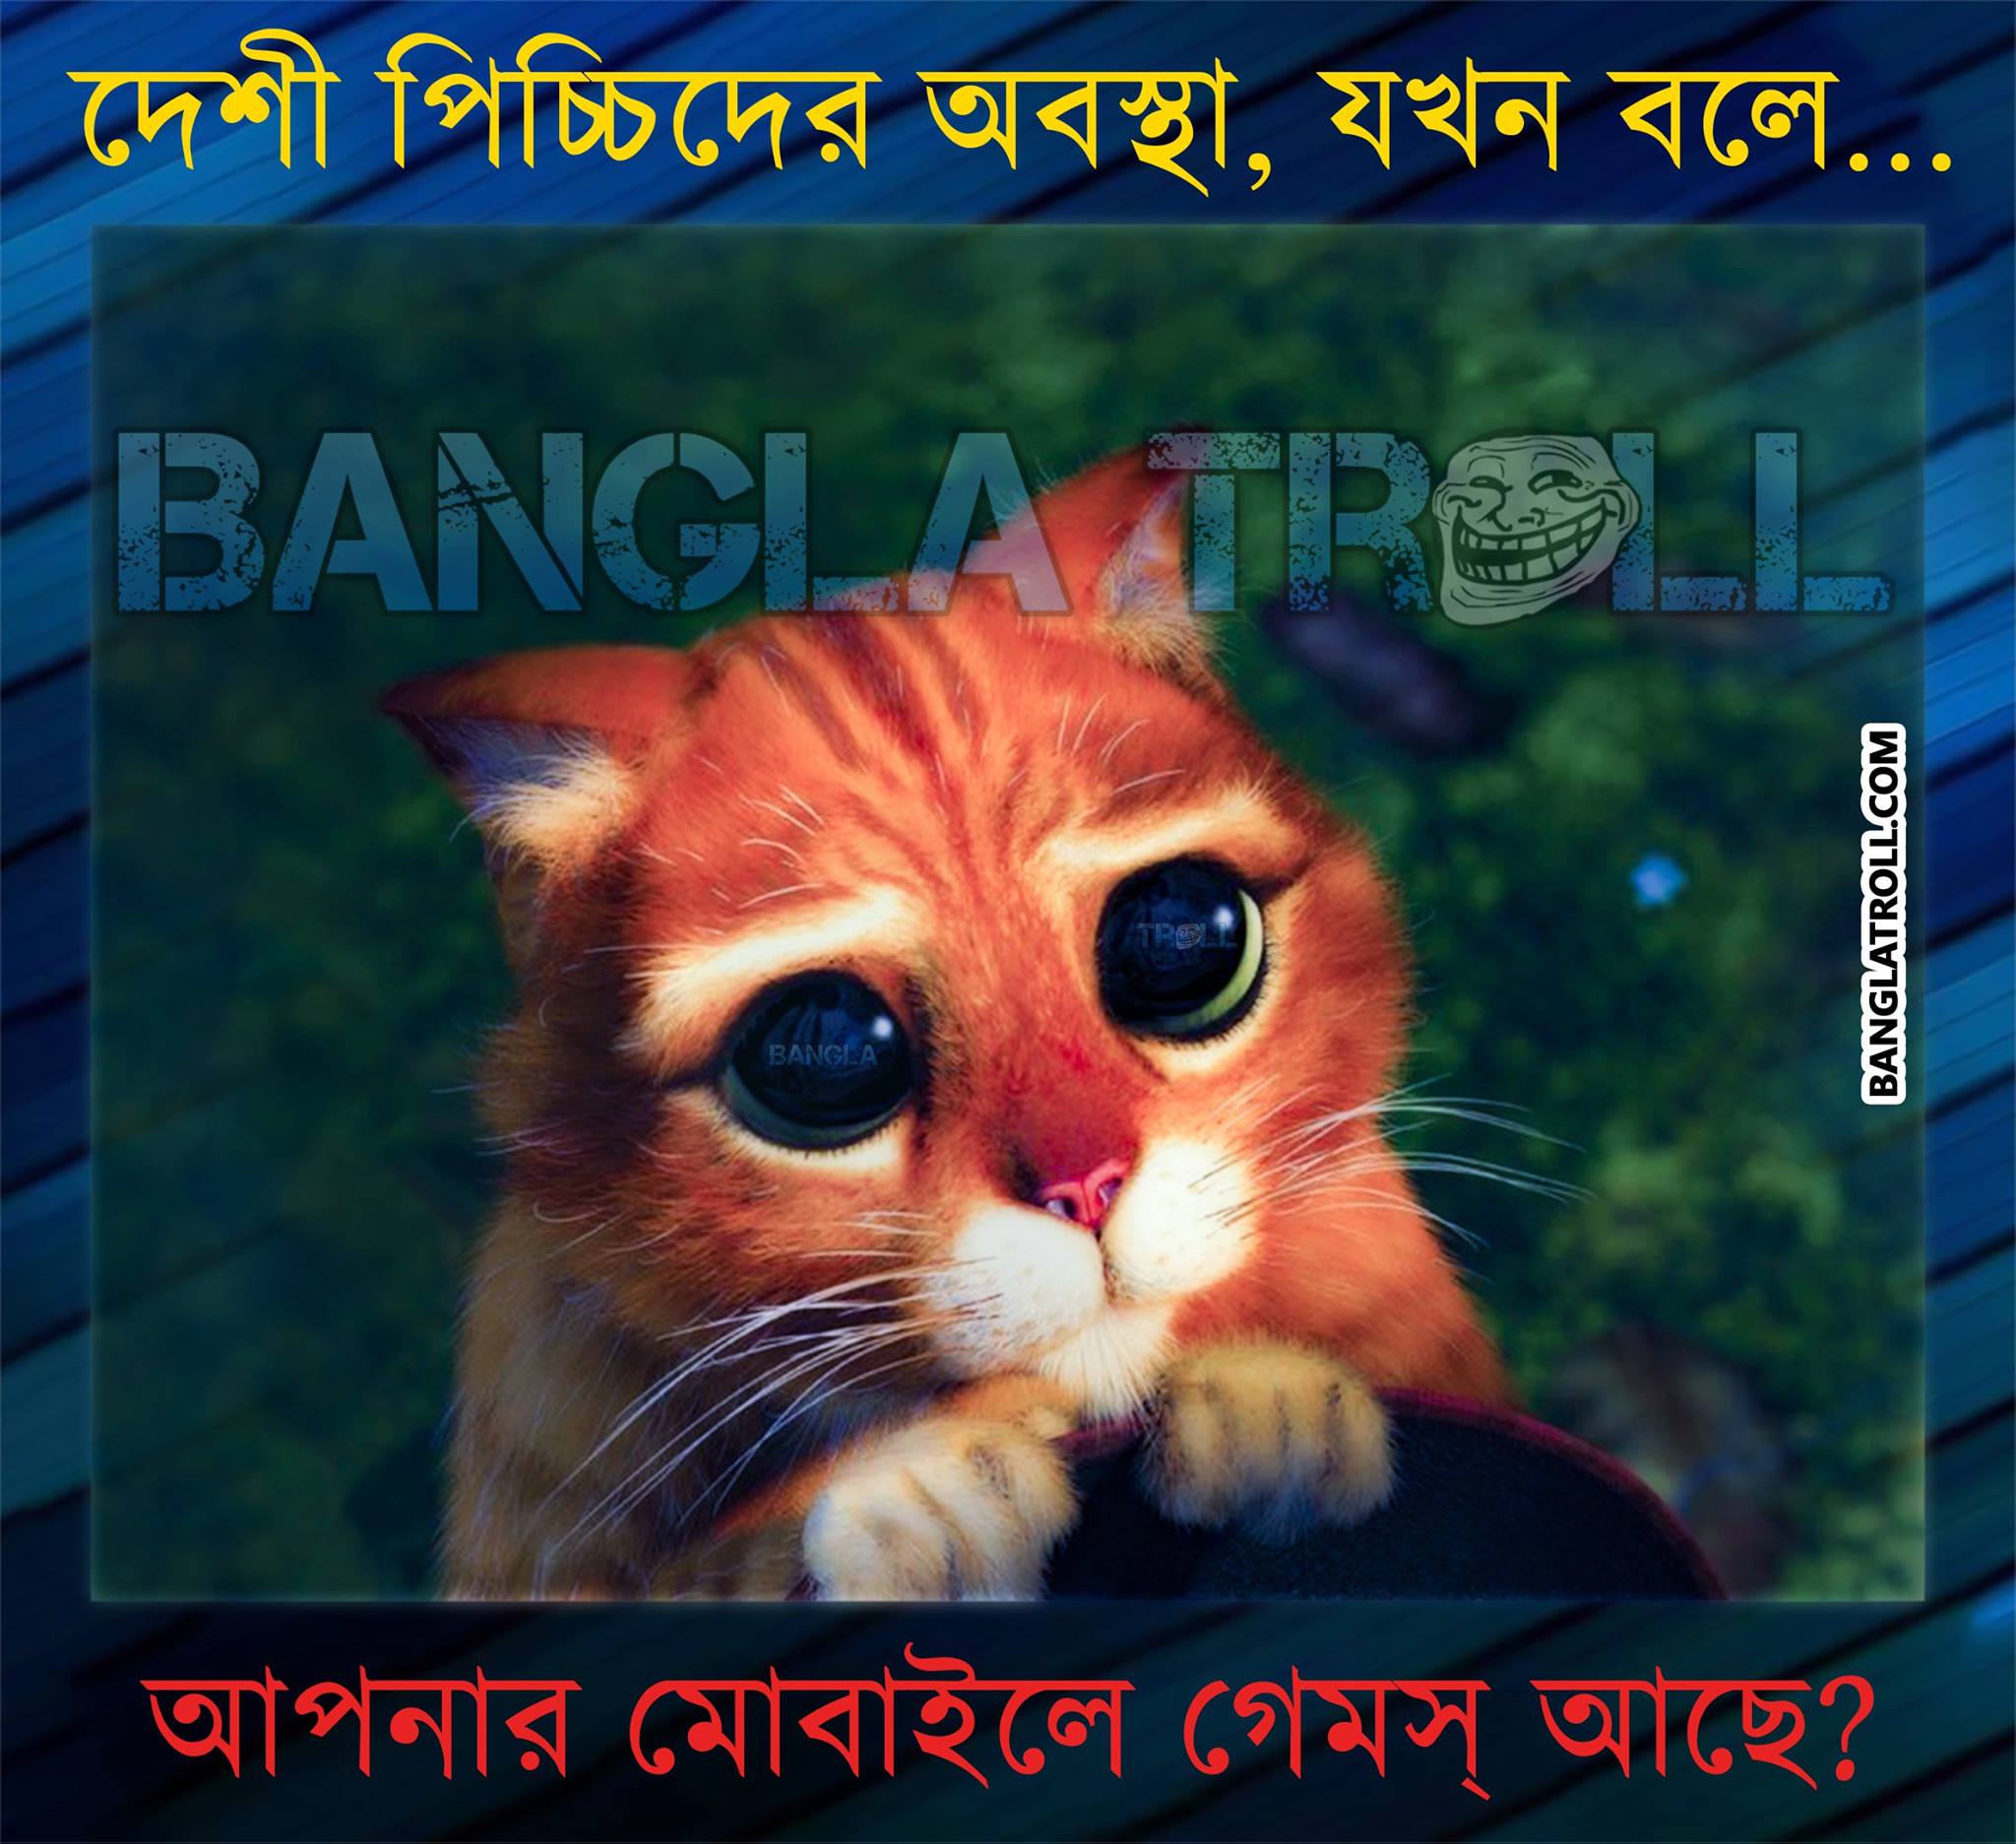 দেশী পিচ্চিদের অবস্থা, যখন বলে...
BANGLA TROLL
BANGLATROLL.COM
TROLL
BANGLA
আপনার মোবাইলে গেমস্ আছে?